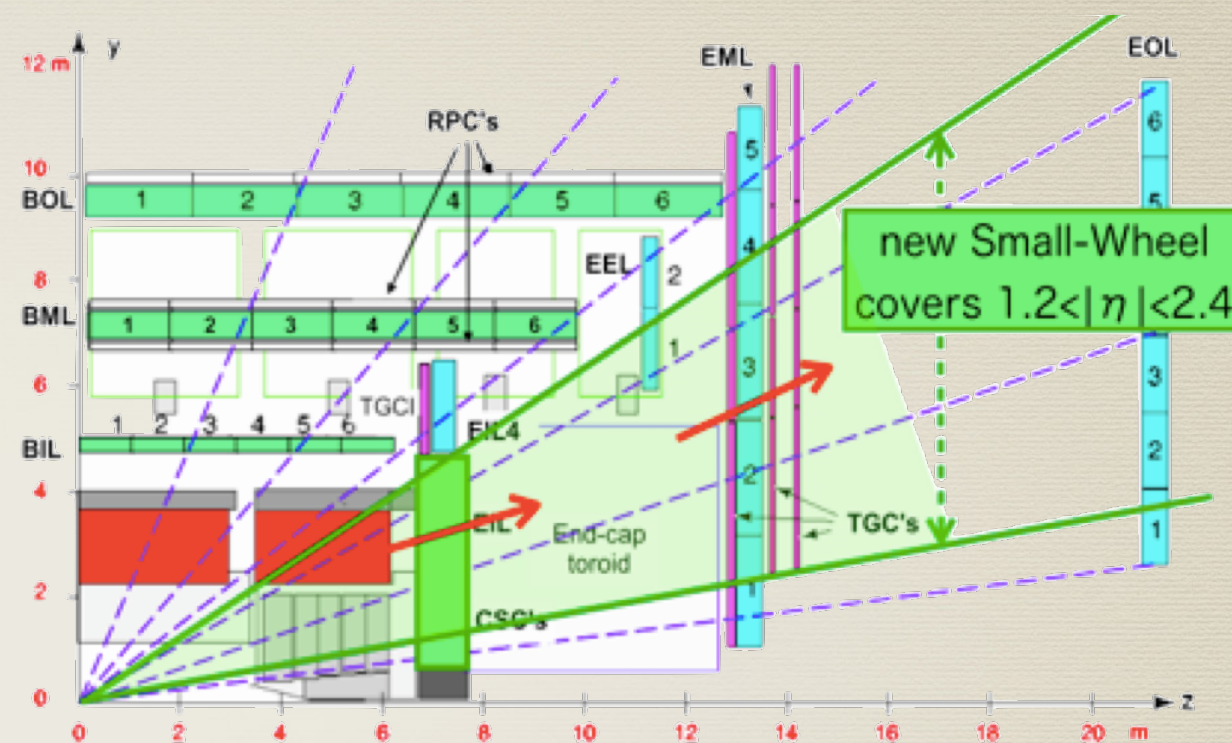 y
12 m
EML
EOL
RPC's
5
6
10
BOL
1 2 3 4 5 6
5
new Small-Wheel
covers 1.2<|η|<2.4
4
EEL
2
8
BML
1 2 3 4 5 6
1
3
3
6
TGCI
1 2 3 4 5 6
BIL
EIL4
2
2
4
EIL
End-cap
toroid
TGC's
1
2
CSC's
1
0
z
0 2 4 6 8 10 12 14 16 18 20 m